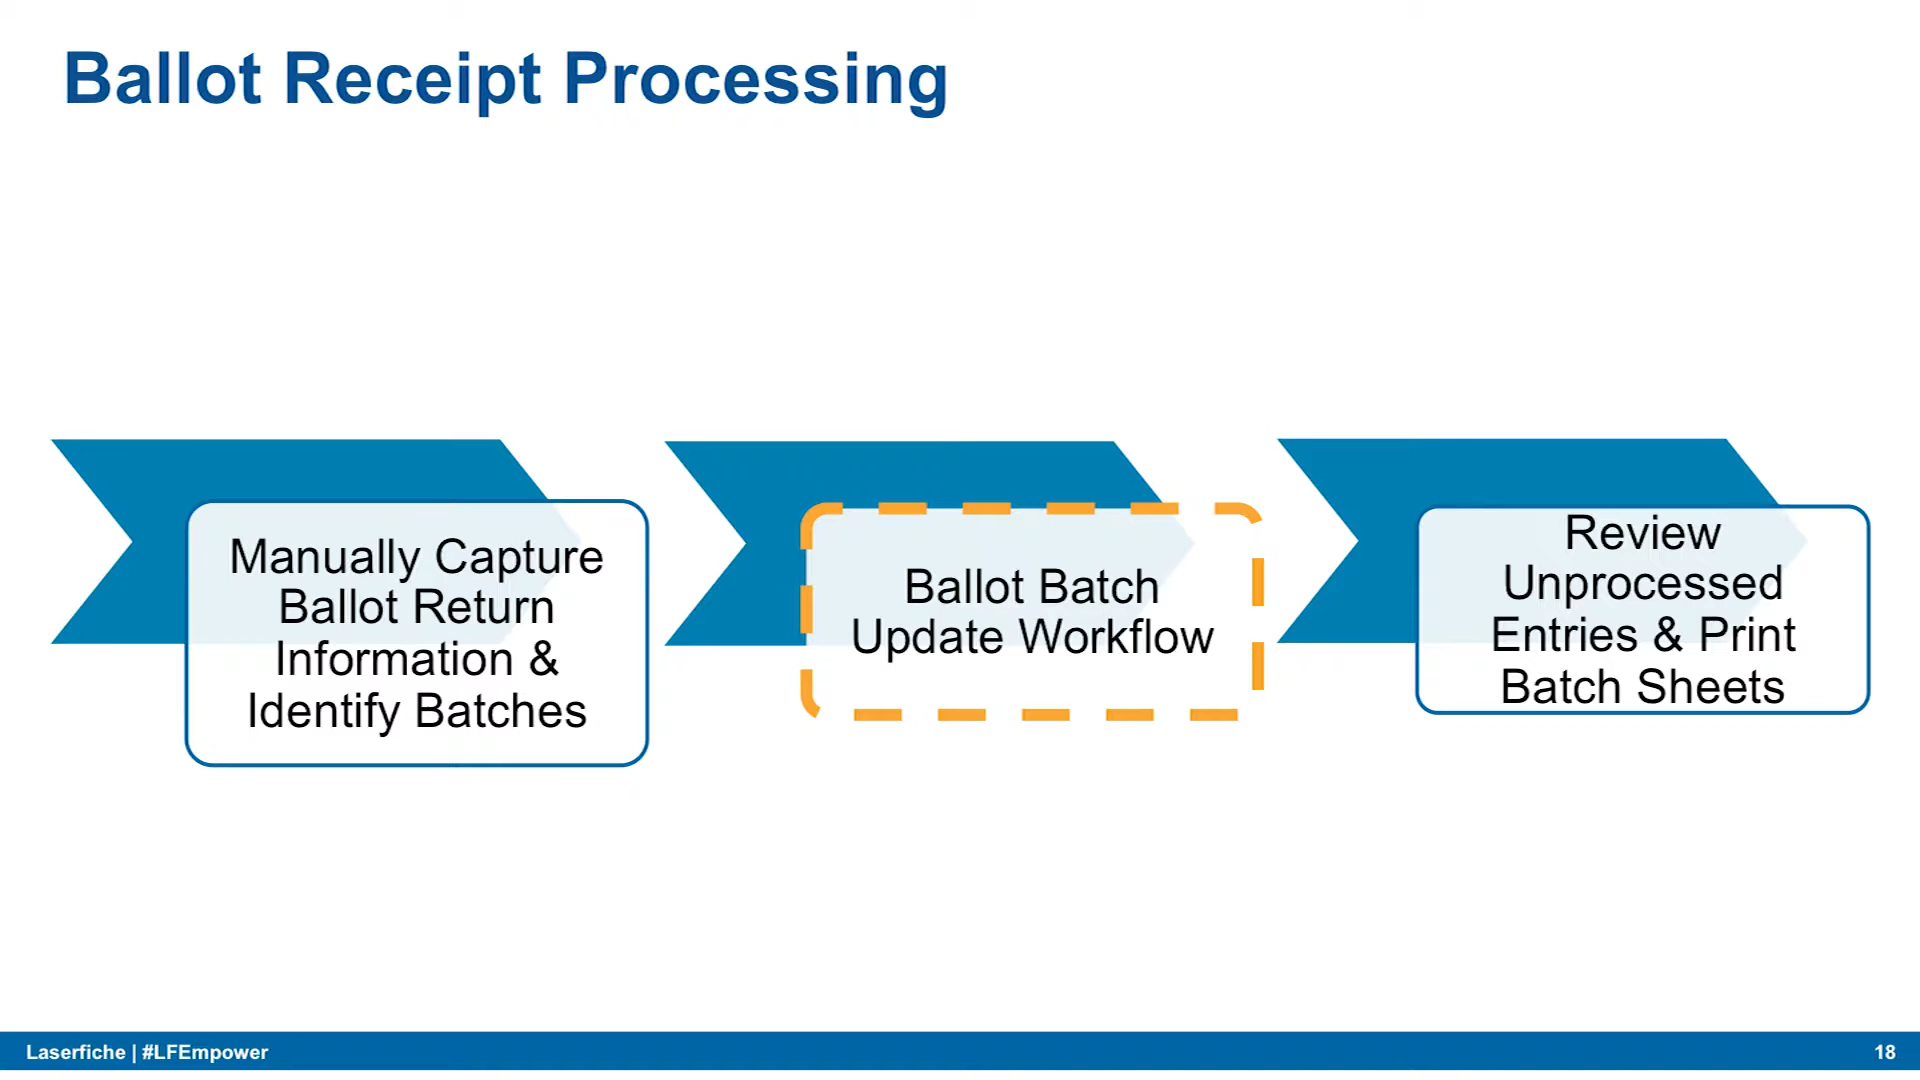 Ballot Receipt Processing
Manually Capture
Ballot Return
Information &
Identify Batches
Ballot Batch
Update Workflow
Review
Unprocessed
Entries & Print
Batch Sheets
Laserfiche | #LFEmpower
18